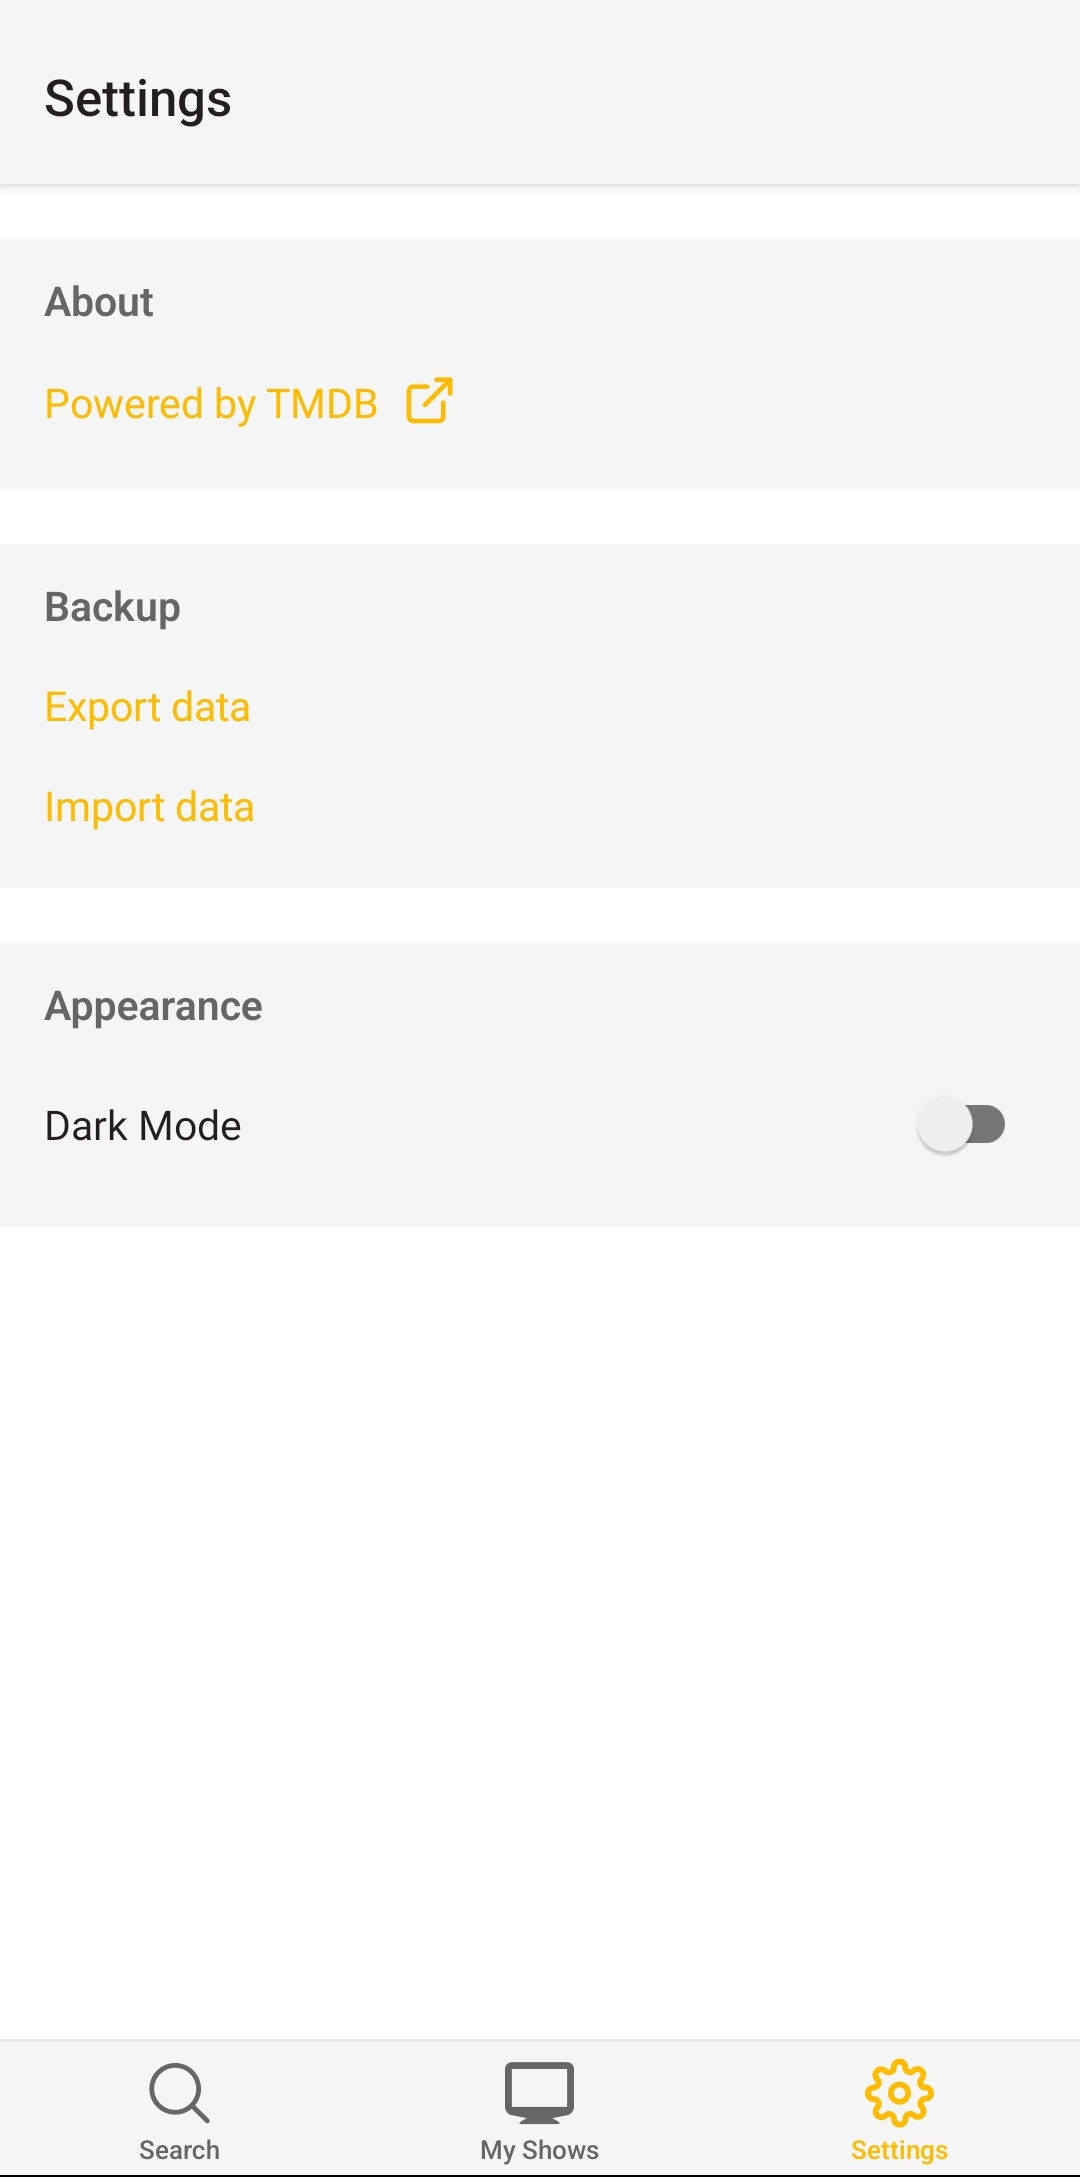 Settings
About
Powered by TMDB
Backup
Export data
Import data
Appearance
Dark Mode
Search
My Shows
Settings